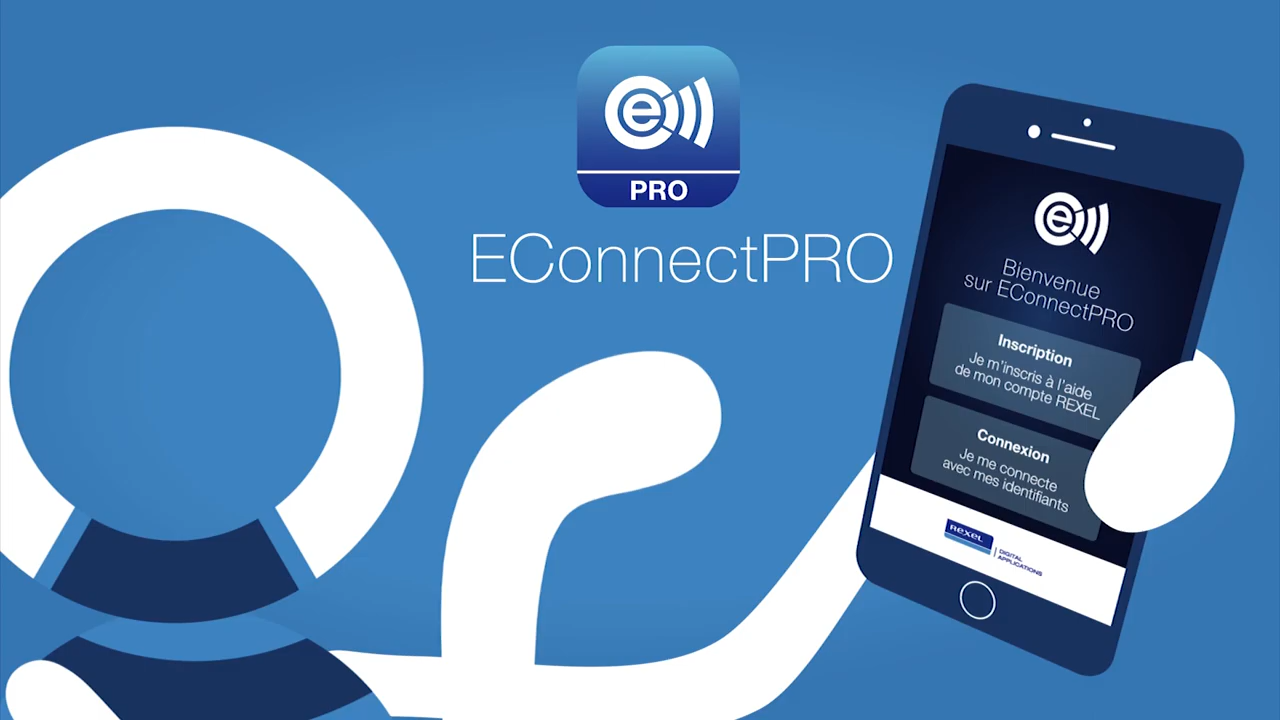 e
PRO
EConnectPRO
e
Bienvenue
sur EConnectPRO
Inscription
Je m'inscris à l'aide
de mon compte REXEL
Connexion
Je me connecte
avec mes identifiants
REXEL
DIGITAL
APPLICATIONS